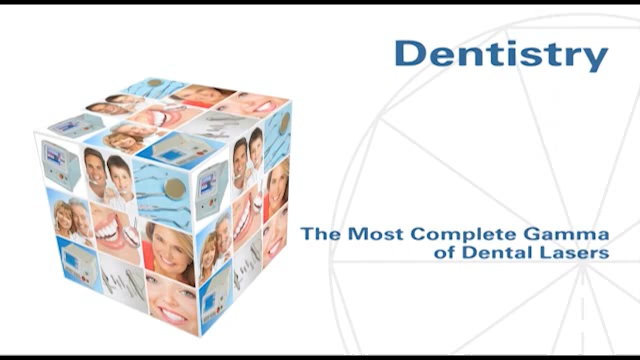 Dentistry
The Most Complete Gamma
of Dental Lasers